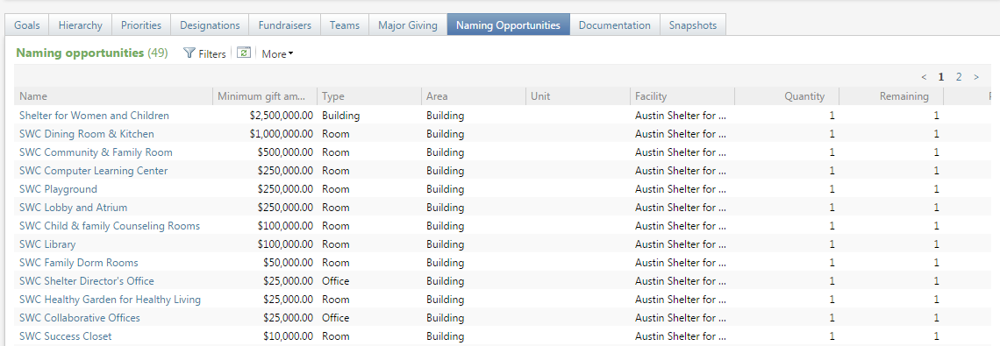 Goals Hierarchy Priorities Designations Fundraisers Teams Major Giving Naming Opportunities Documentation Snapshots
Naming opportunities (49) Filters More
< 1 2 >
Name Minimum gift am... Type Area Unit Facility Quantity Remaining
Shelter for Women and Children $2,500,000.00 Building Building Austin Shelter for ... 1 1
SWC Dining Room & Kitchen $1,000,000.00 Room Building Austin Shelter for ... 1 1
SWC Community & Family Room $500,000.00 Room Building Austin Shelter for ... 1 1
SWC Computer Learning Center $250,000.00 Room Building Austin Shelter for ... 1 1
SWC Playground $250,000.00 Room Building Austin Shelter for ... 1 1
SWC Lobby and Atrium $250,000.00 Room Building Austin Shelter for ... 1 1
SWC Child & family Counseling Rooms $100,000.00 Room Building Austin Shelter for ... 1 1
SWC Library $100,000.00 Room Building Austin Shelter for ... 1 1
SWC Family Dorm Rooms $50,000.00 Room Building Austin Shelter for ... 1 1
SWC Shelter Director's Office $25,000.00 Office Building Austin Shelter for ... 1 1
SWC Healthy Garden for Healthy Living $25,000.00 Room Building Austin Shelter for ... 1 1
SWC Collaborative Offices $25,000.00 Office Building Austin Shelter for ... 1 1
SWC Success Closet $10,000.00 Room Building Austin Shelter for ... 1 1